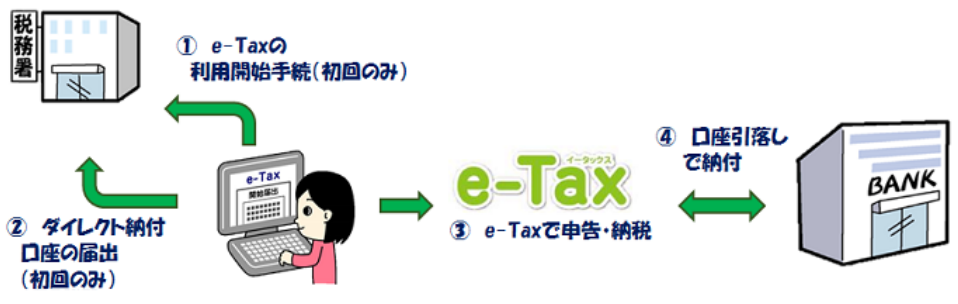 税務署
① e-Taxの
利用開始手続(初回のみ)
② ダイレクト納付
口座の届出
(初回のみ)
e-Tax
開始届出
イータックス
e-Tax
③ e-Taxで申告・納税
④ 口座引落し
で納付
BANK